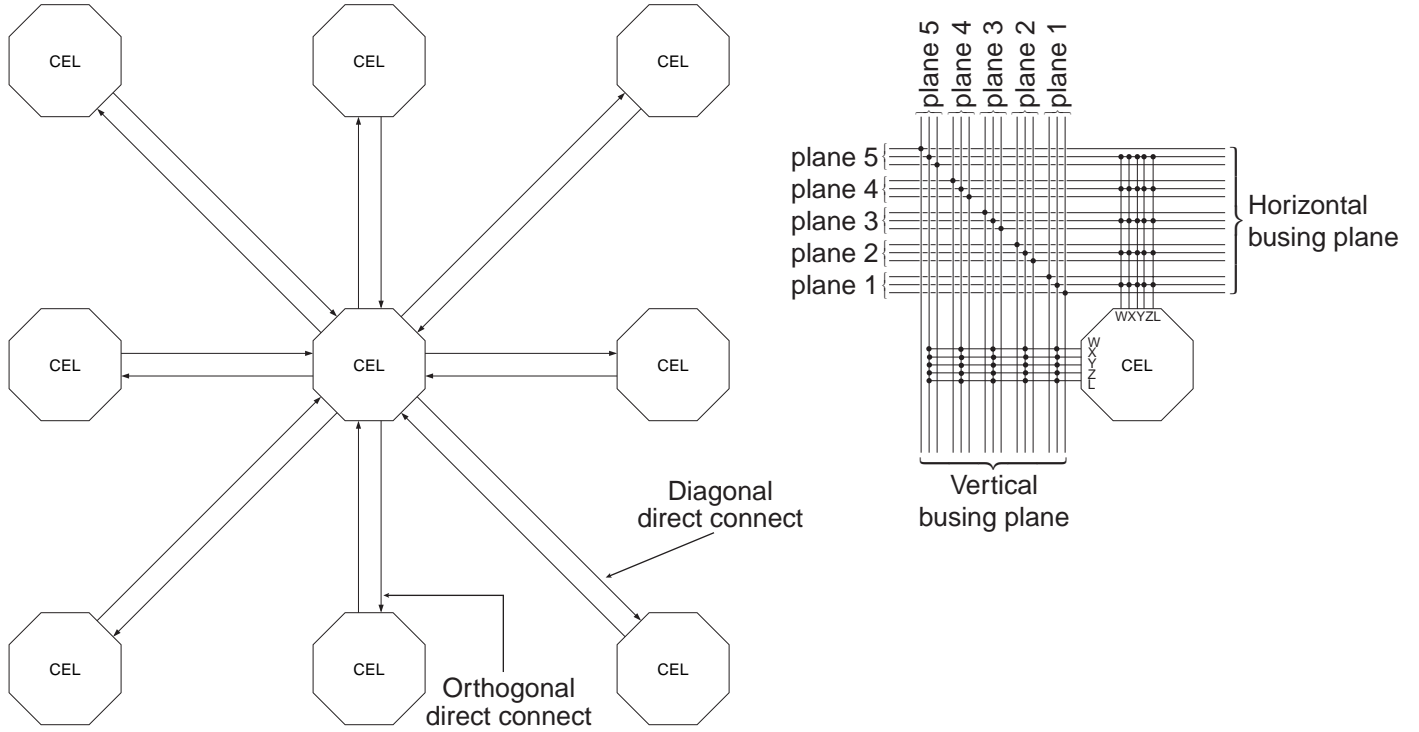 CEL
CEL
CEL
CEL
CEL
CEL
Diagonal
direct connect
CEL
CEL
CEL
Orthogonal
direct connect
plane 5
plane 4
plane 3
plane 2
plane 1
plane 5
plane 4
plane 3
plane 2
plane 1
Horizontal
busing plane
WXYZL
W
X
Y
Z
L
CEL
Vertical
busing plane